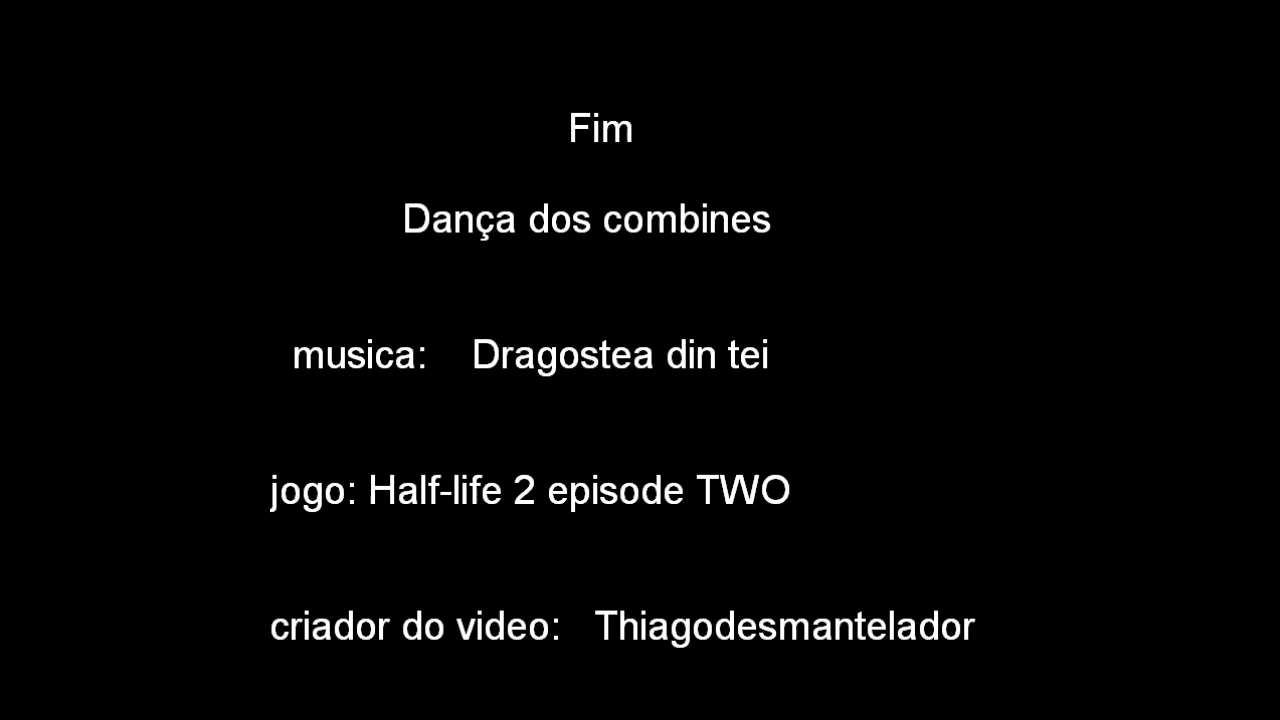 Fim
Dança dos combines
musica: Dragostea din tei
jogo: Half-life 2 episode TWO
criador do video: Thiagodesmantelador